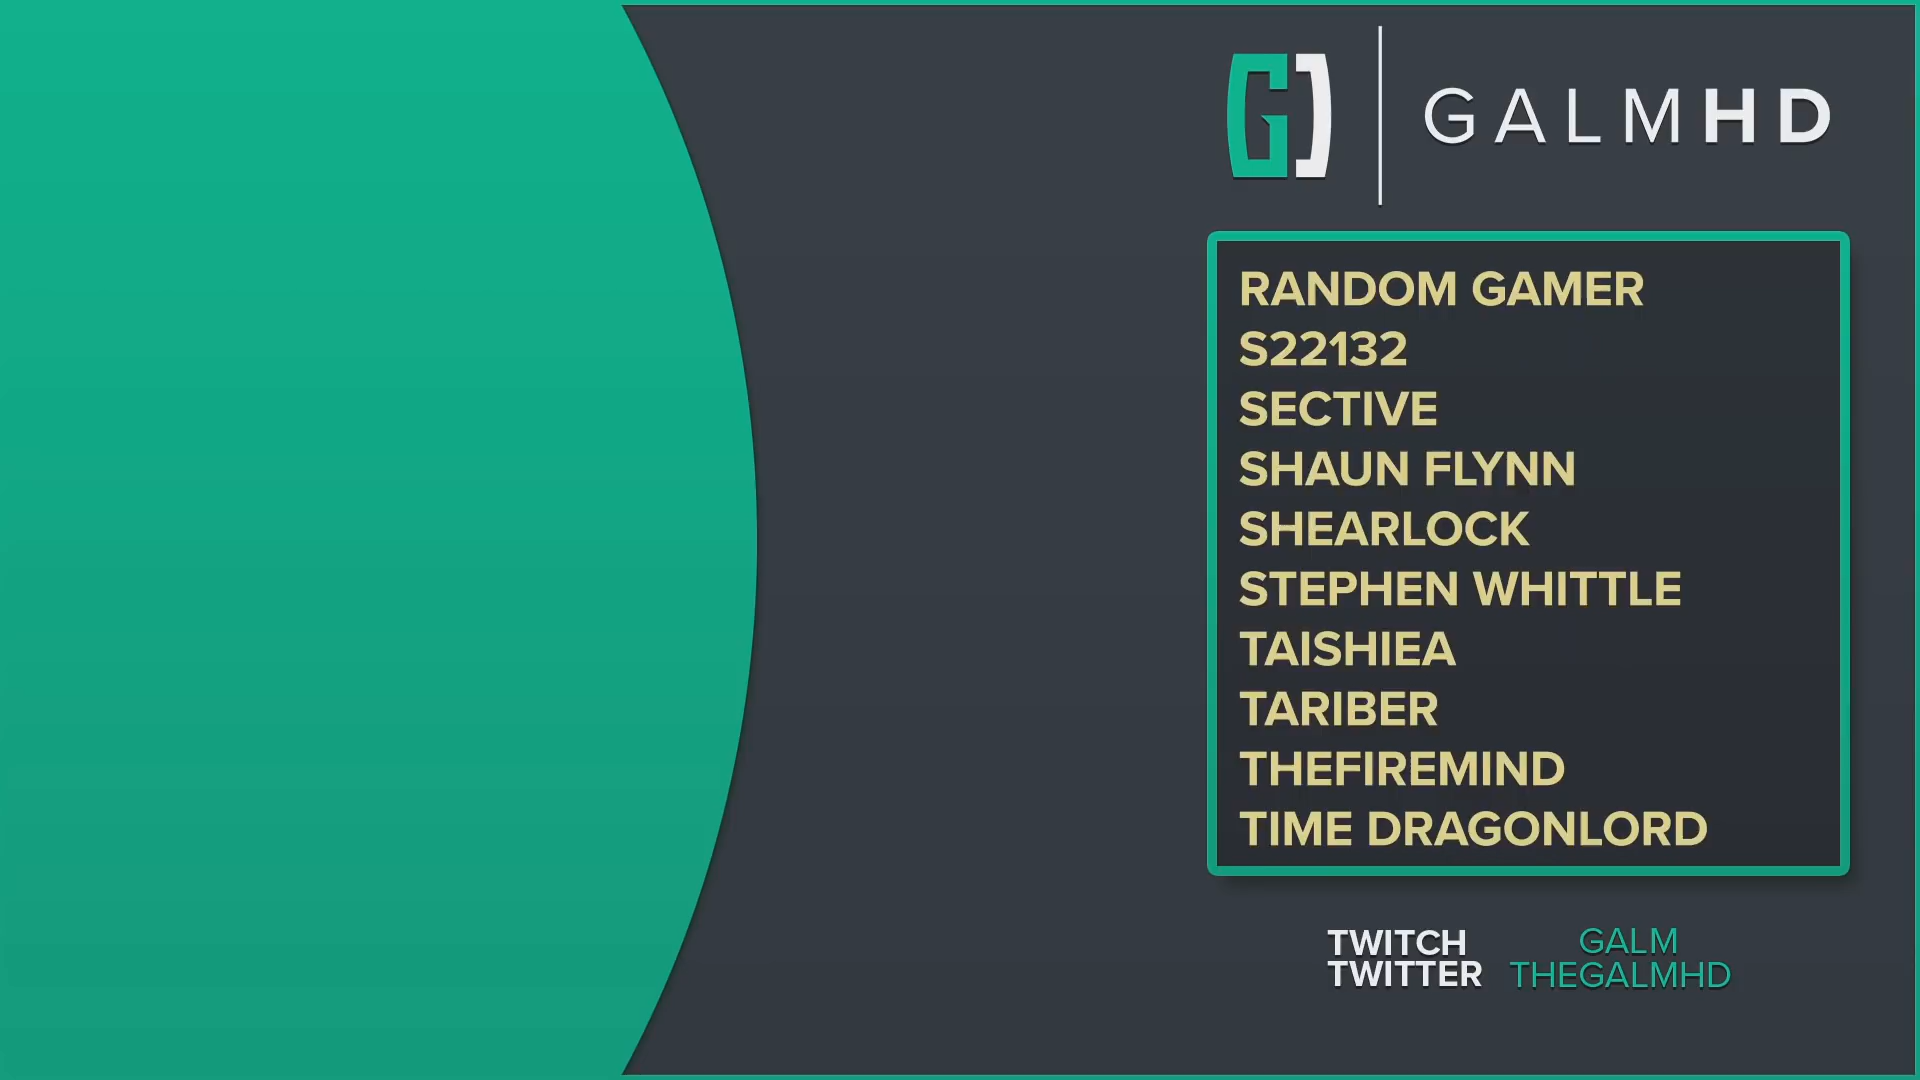 GALMHD
RANDOM GAMER
S22132
SECTIVE
SHAUN FLYNN
SHEARLOCK
STEPHEN WHITTLE
TAISHIEA
TARIBER
THEFIREMIND
TIME DRAGONLORD
TWITCH GALM
TWITTER THEGALMHD